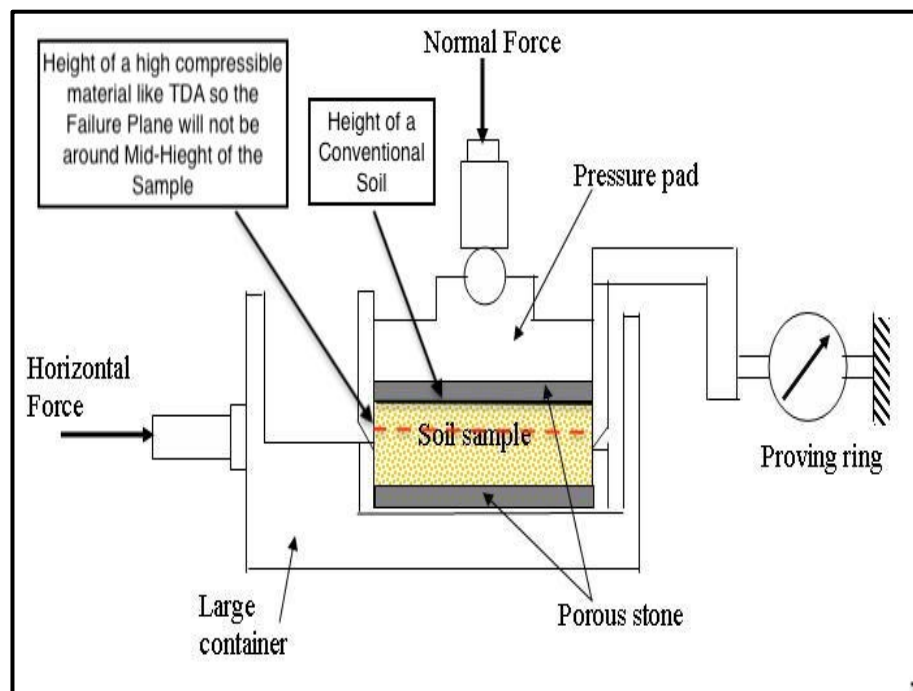 Height of a high compressible
material like TDA so the
Failure Plane will not be
around Mid-Hieght of the
Sample
Height of a
Conventional
Soil
Normal Force
Pressure pad
Horizontal
Force
Soil sample
Proving ring
Large
container
Porous stone